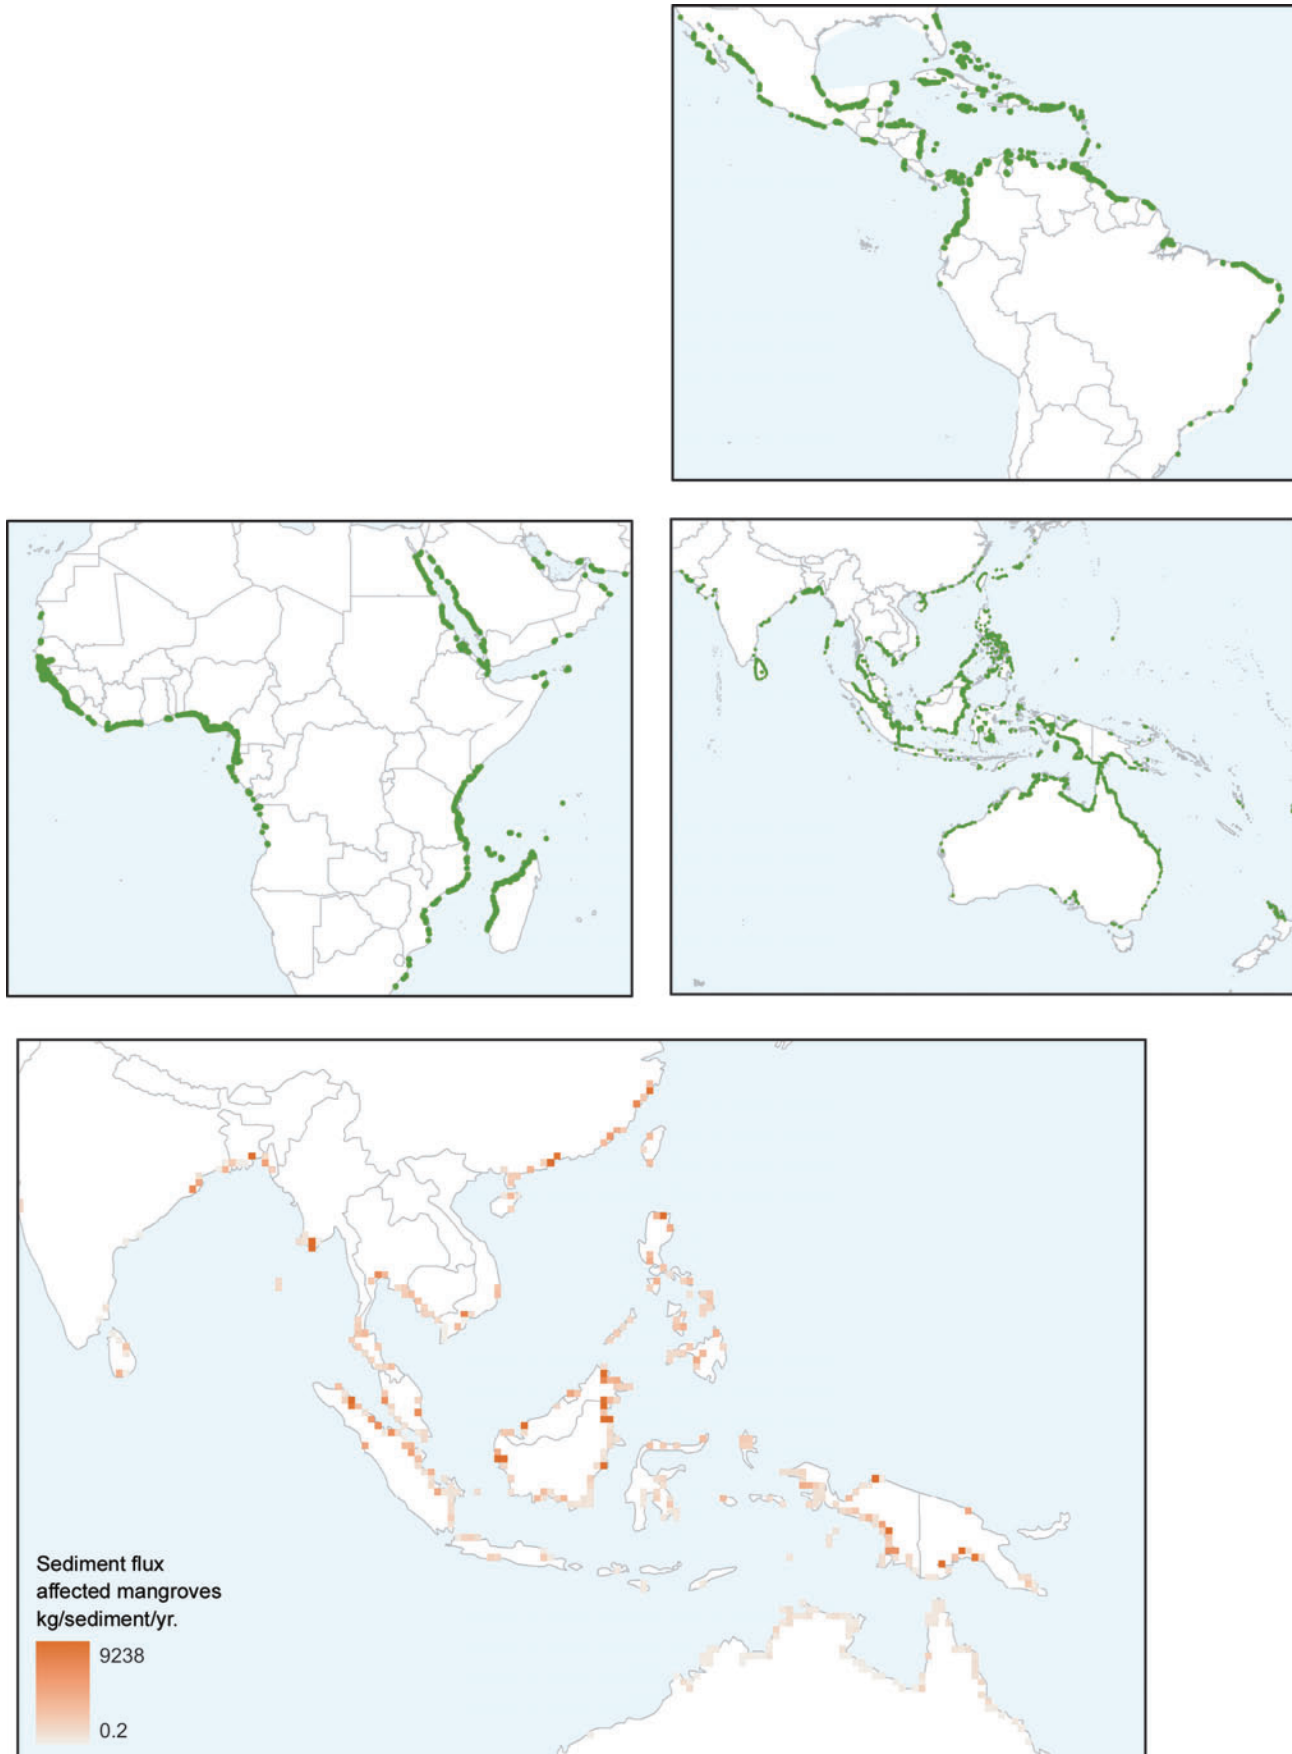 Sediment flux
affected mangroves
kg/sediment/yr.
9238
0.2